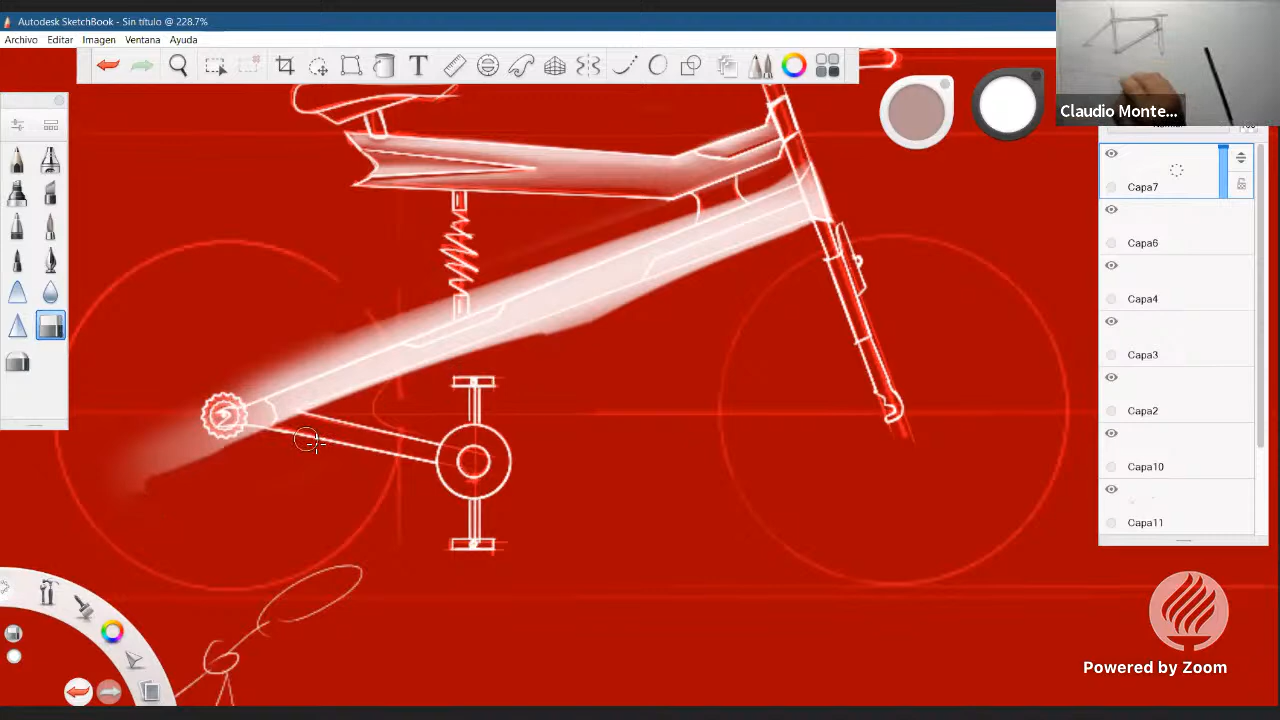 Autodesk SketchBook - Sin título @ 228.7%
Archivo Editar Imagen Ventana Ayuda
Claudio Monte...
Capa7
Capa6
Capa4
Capa3
Capa2
Capa10
Capa11
Powered by Zoom